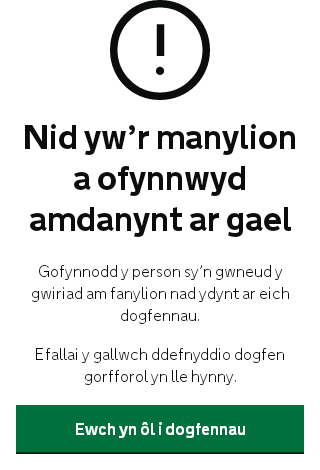 Nid yw’r manylion
a ofynnwyd
amdanynt ar gael
Gofynnodd y person sy’n gwneud y
gwiriad am fanylion nad ydynt ar eich
dogfennau.
Efallai y gallwch ddefnyddio dogfen
gorfforol yn lle hynny.
Ewch yn ôl i dogfennau